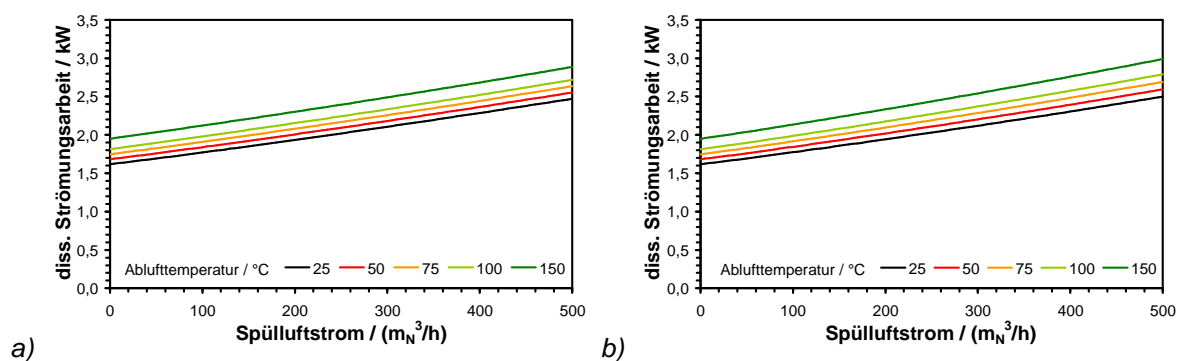 diss. Strömungsarbeit / kW
3,5
3,0
2,5
2,0
1,5
1,0
0,5
0,0
Ablufttemperatur / °C 25 50 75 100 150
0 100 200 300 400 500
Spülluftstrom / (m_N^3/h)
a)
diss. Strömungsarbeit / kW
3,5
3,0
2,5
2,0
1,5
1,0
0,5
0,0
Ablufttemperatur / °C 25 50 75 100 150
0 100 200 300 400 500
Spülluftstrom / (m_N^3/h)
b)